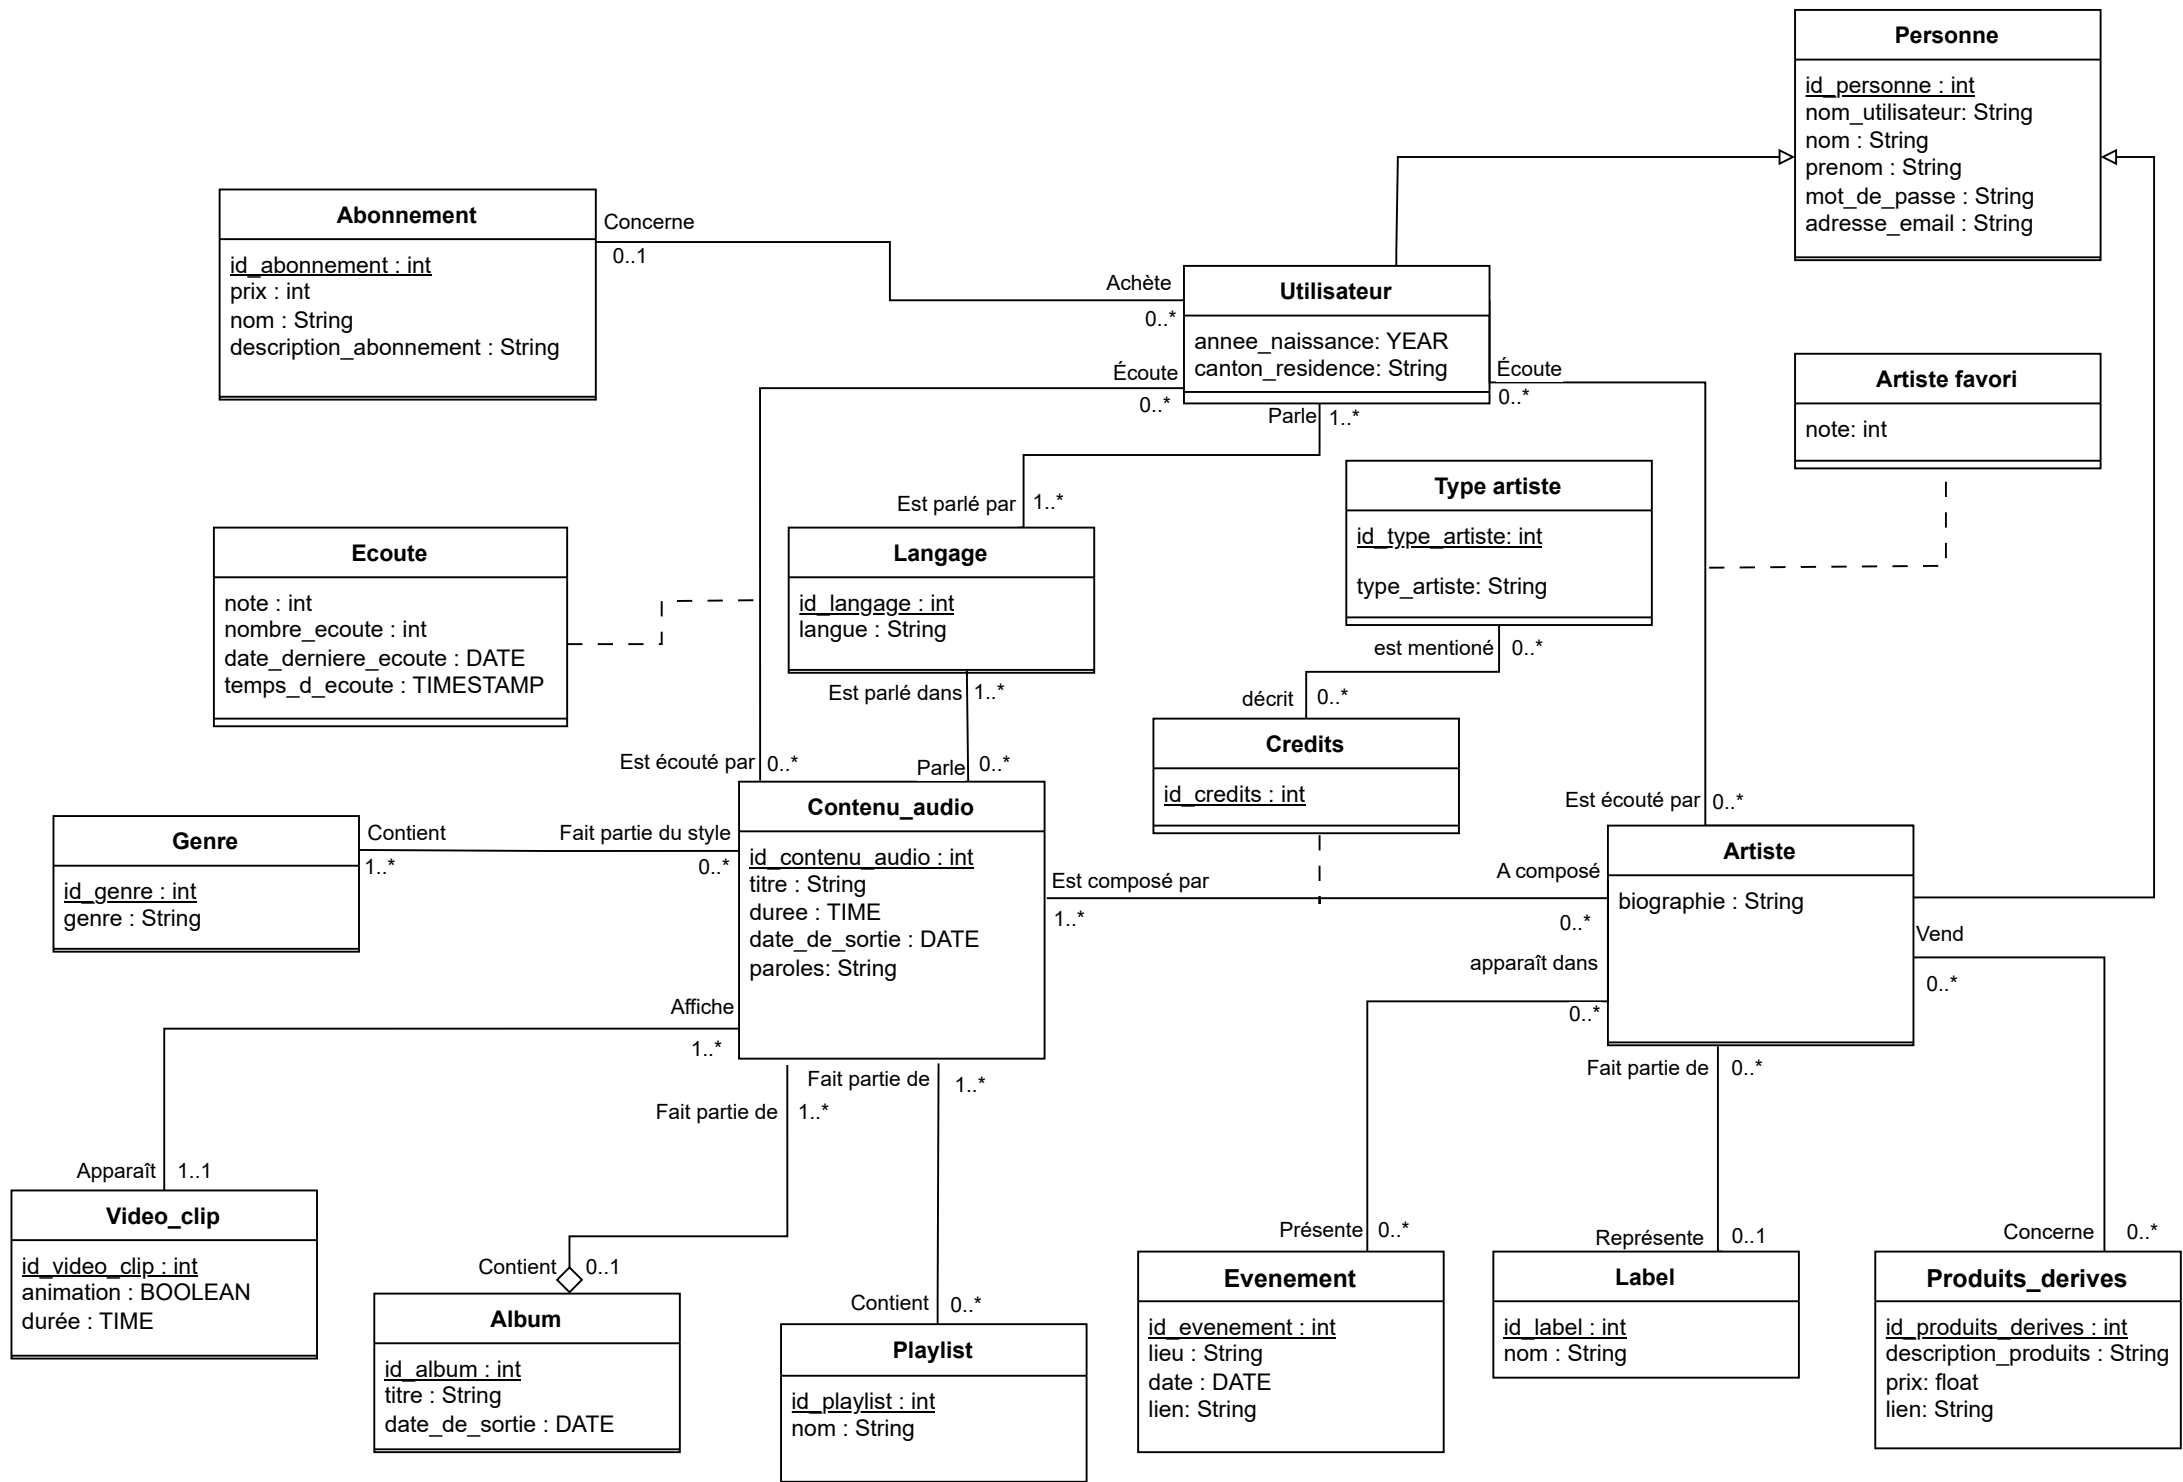 Personne
id_personne : int
nom_utilisateur: String
nom : String
prenom : String
mot_de_passe : String
adresse_email : String
Abonnement
id_abonnement : int
prix : int
nom : String
description_abonnement : String
Concerne
0..1
Achète
0..*
Utilisateur
annee_naissance: YEAR
canton_residence: String
Écoute
0..*
Écoute
0..*
Parle
1..*
Artiste favori
note: int
Type artiste
id_type_artiste: int
type_artiste: String
est mentioné
0..*
Est parlé par
1..*
Ecoute
note : int
nombre_ecoute : int
date_derniere_ecoute : DATE
temps_d_ecoute : TIMESTAMP
Langage
id_langage : int
langue : String
Est parlé dans
1..*
décrit
0..*
Credits
id_credits : int
Est écouté par
0..*
Parle
0..*
Est écouté par
0..*
Genre
id_genre : int
genre : String
Contient
1..*
Fait partie du style
0..*
Contenu_audio
id_contenu_audio : int
titre : String
duree : TIME
date_de_sortie : DATE
paroles: String
Est composé par
1..*
A composé
0..*
Artiste
biographie : String
Vend
0..*
apparaît dans
0..*
Affiche
1..*
Fait partie de
1..*
Fait partie de
1..*
Fait partie de
0..*
Apparaît
1..1
Video_clip
id_video_clip : int
animation : BOOLEAN
durée : TIME
Contient
0..1
Album
id_album : int
titre : String
date_de_sortie : DATE
Contient
0..*
Playlist
id_playlist : int
nom : String
Présente
0..*
Evenement
id_evenement : int
lieu : String
date : DATE
lien: String
Représente
0..1
Label
id_label : int
nom : String
Concerne
0..*
Produits_derives
id_produits_derives : int
description_produits : String
prix: float
lien: String